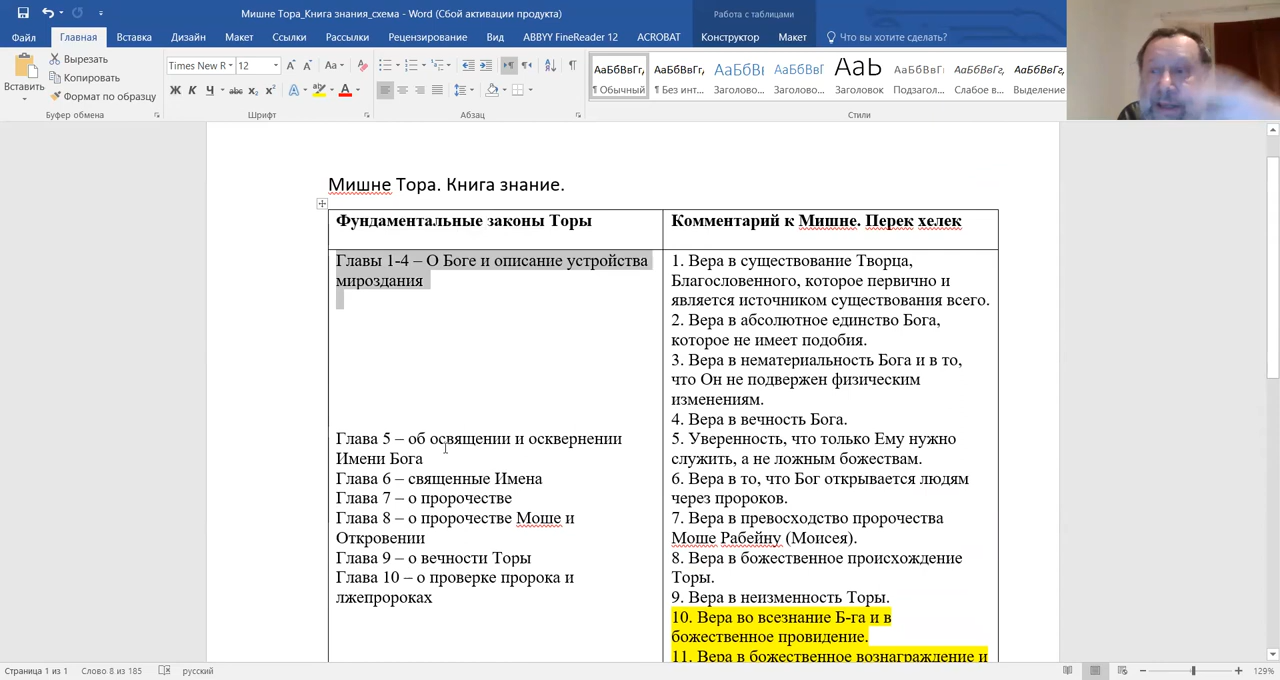 Мишне Тора_Книга знания_схема - Word (Сбой активации продукта)
Работа с таблицами
Файл Главная Вставка Дизайн Макет Ссылки Рассылки Рецензирование Вид ABBYY FineReader 12 ACROBAT Конструктор Макет Что вы хотите сделать?
Вставить
Вырезать
Копировать
Формат по образцу
Буфер обмена
Times New R 12
Ж К Ч abc x₂ x²
Шрифт
Абзац
АаБбВвГг, АаБбВвГг, АаБбВвГ АаБбВвГ АаЬ АаБбВвГ АаБбВвГг, АаБбВвГг,
¶ Обычный ¶ Без инт... Заголово... Заголово... Заголовок Подзагол... Слабое в... Выделение
Стили
Мишне Тора. Книга знание.
Фундаментальные законы Торы
Комментарий к Мишне. Перек хелек
Главы 1-4 – О Боге и описание устройства
мироздания
Глава 5 – об освящении и осквернении
Имени Бога
Глава 6 – священные Имена
Глава 7 – о пророчестве
Глава 8 – о пророчестве Моше и
Откровении
Глава 9 – о вечности Торы
Глава 10 – о проверке пророка и
лжепророках
1. Вера в существование Творца,
Благословенного, которое первично и
является источником существования всего.
2. Вера в абсолютное единство Бога,
которое не имеет подобия.
3. Вера в нематериальность Бога и в то,
что Он не подвержен физическим
изменениям.
4. Вера в вечность Бога.
5. Уверенность, что только Ему нужно
служить, а не ложным божествам.
6. Вера в то, что Бог открывается людям
через пророков.
7. Вера в превосходство пророчества
Моше Рабейну (Моисея).
8. Вера в божественное происхождение
Торы.
9. Вера в неизменность Торы.
10. Вера во всезнание Б-га и в
божественное провидение.
11. Вера в божественное вознаграждение и
Страница 1 из 1 Слово 8 из 185 русский 129%